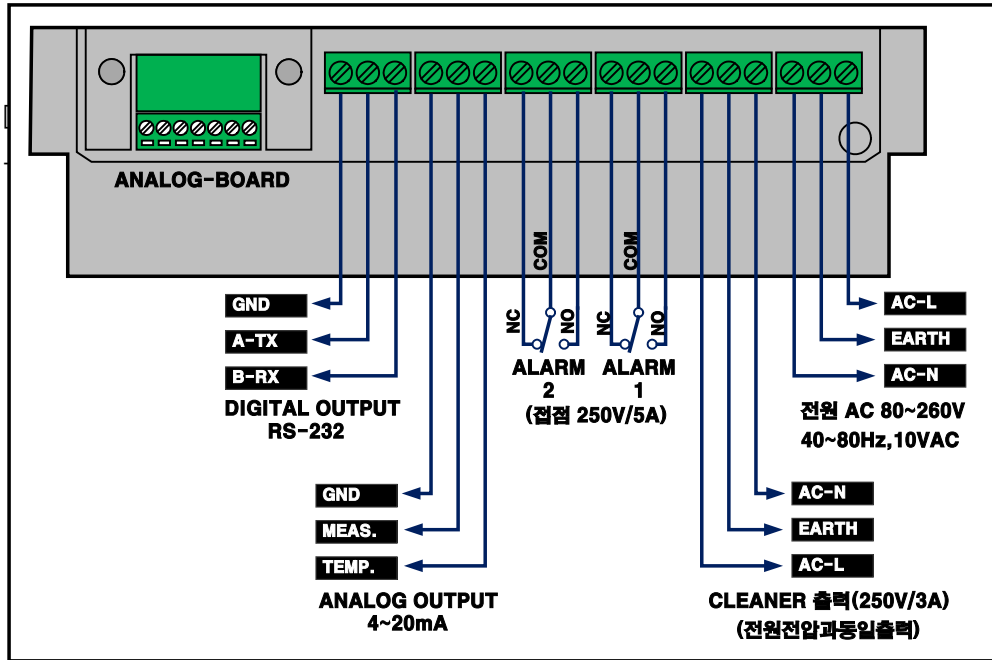 ANALOG-BOARD
GND
A-TX
B-RX
DIGITAL OUTPUT
RS-232
GND
MEAS.
TEMP.
ANALOG OUTPUT
4~20mA
NC
COM
NO
ALARM
2
NC
COM
NO
ALARM
1
(접점 250V/5A)
AC-L
EARTH
AC-N
전원 AC 80~260V
40~80Hz,10VAC
AC-N
EARTH
AC-L
CLEANER 출력(250V/3A)
(전원전압과동일출력)